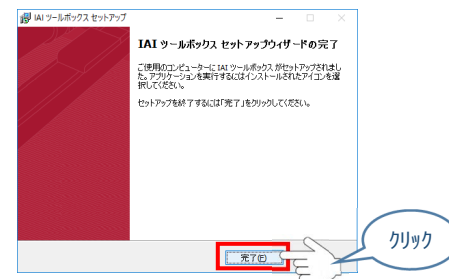 IAI ツールボックス セットアップ
IAI ツールボックス セットアップウィザードの完了
ご使用のコンピューターに IAI ツールボックス がセットアップされまし
た。アプリケーションを実行するにはインストールされたアイコンを選
択してください。
セットアップを終了するには「完了」をクリックしてください。
完了(F)
クリック